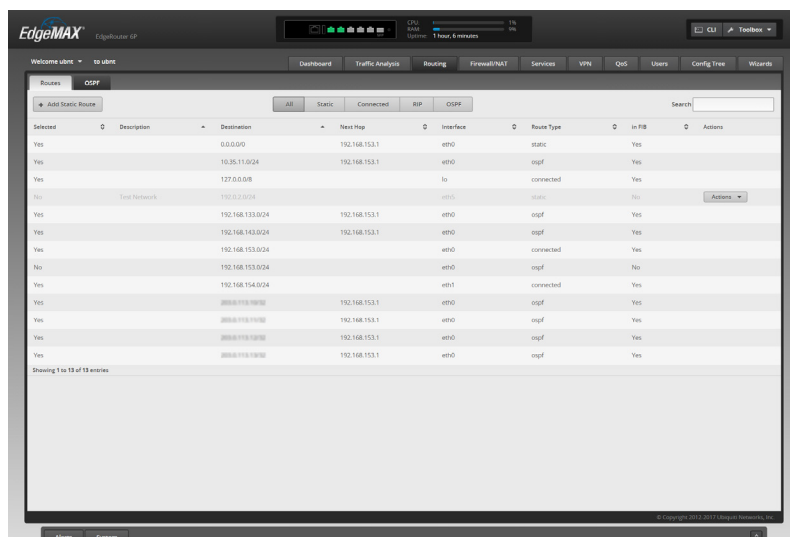 EdgeMAX EdgeRouter 6P
CPU: 1%
RAM: 9%
Uptime: 1 hour, 6 minutes
CLI Toolbox
Welcome ubnt to ubnt
Dashboard Traffic Analysis Routing Firewall/NAT Services VPN QoS Users Config Tree Wizards
Routes OSPF
+ Add Static Route All Static Connected RIP OSPF Search
Selected Description Destination Next Hop Interface Route Type in FIB Actions
Yes 0.0.0.0/0 192.168.153.1 eth0 static Yes
Yes 10.35.11.0/24 192.168.153.1 eth0 ospf Yes
Yes 127.0.0.0/8 lo connected Yes
No Test Network 192.0.2.0/24 eth5 static No Actions
Yes 192.168.133.0/24 192.168.153.1 eth0 ospf Yes
Yes 192.168.143.0/24 192.168.153.1 eth0 ospf Yes
Yes 192.168.153.0/24 eth0 connected Yes
No 192.168.153.0/24 eth0 ospf No
Yes 192.168.154.0/24 eth1 connected Yes
Yes 192.168.153.1 eth0 ospf Yes
Yes 192.168.153.1 eth0 ospf Yes
Yes 192.168.153.1 eth0 ospf Yes
Yes 192.168.153.1 eth0 ospf Yes
Showing 1 to 13 of 13 entries
© Copyright 2012-2017 Ubiquiti Networks, Inc.